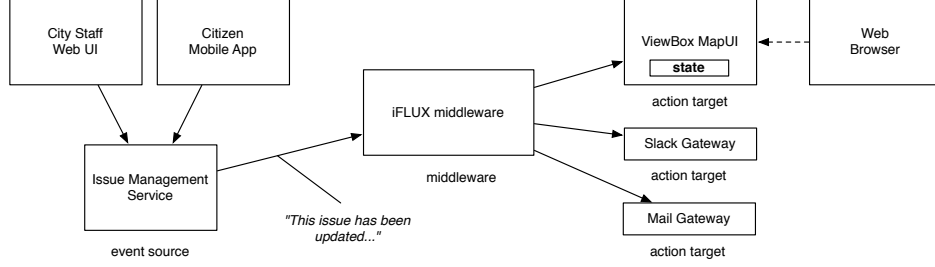 City Staff
Web UI
Citizen
Mobile App
ViewBox MapUI
state
action target
Web
Browser
iFLUX middleware
middleware
Slack Gateway
action target
Issue Management
Service
event source
"This issue has been
updated..."
Mail Gateway
action target